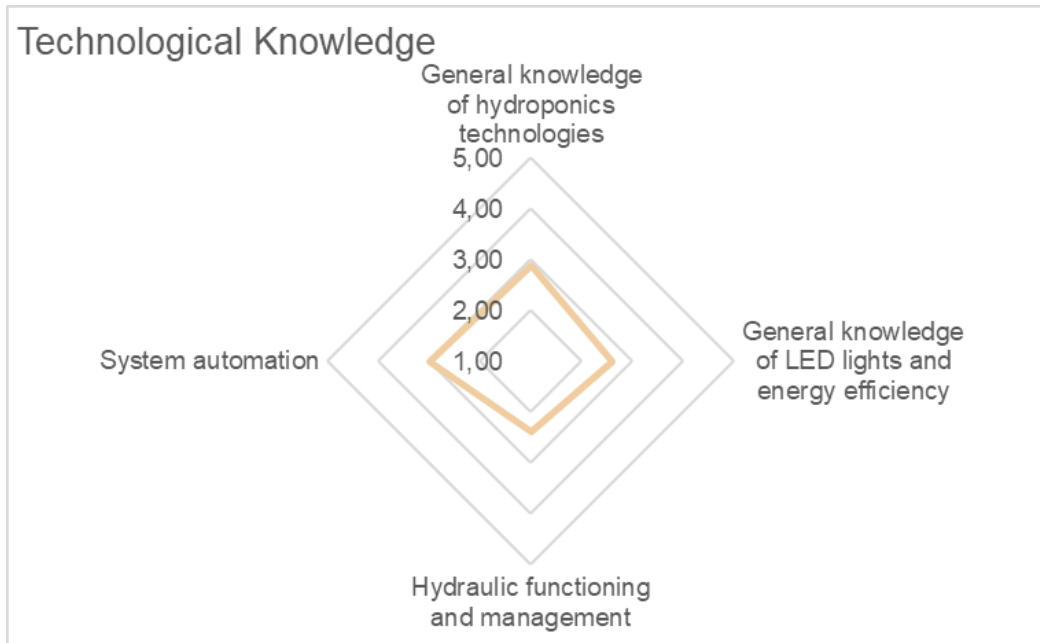 Technological Knowledge
General knowledge
of hydroponics
technologies
5,00
4,00
3,00
2,00
1,00
System automation
General knowledge
of LED lights and
energy efficiency
Hydraulic functioning
and management